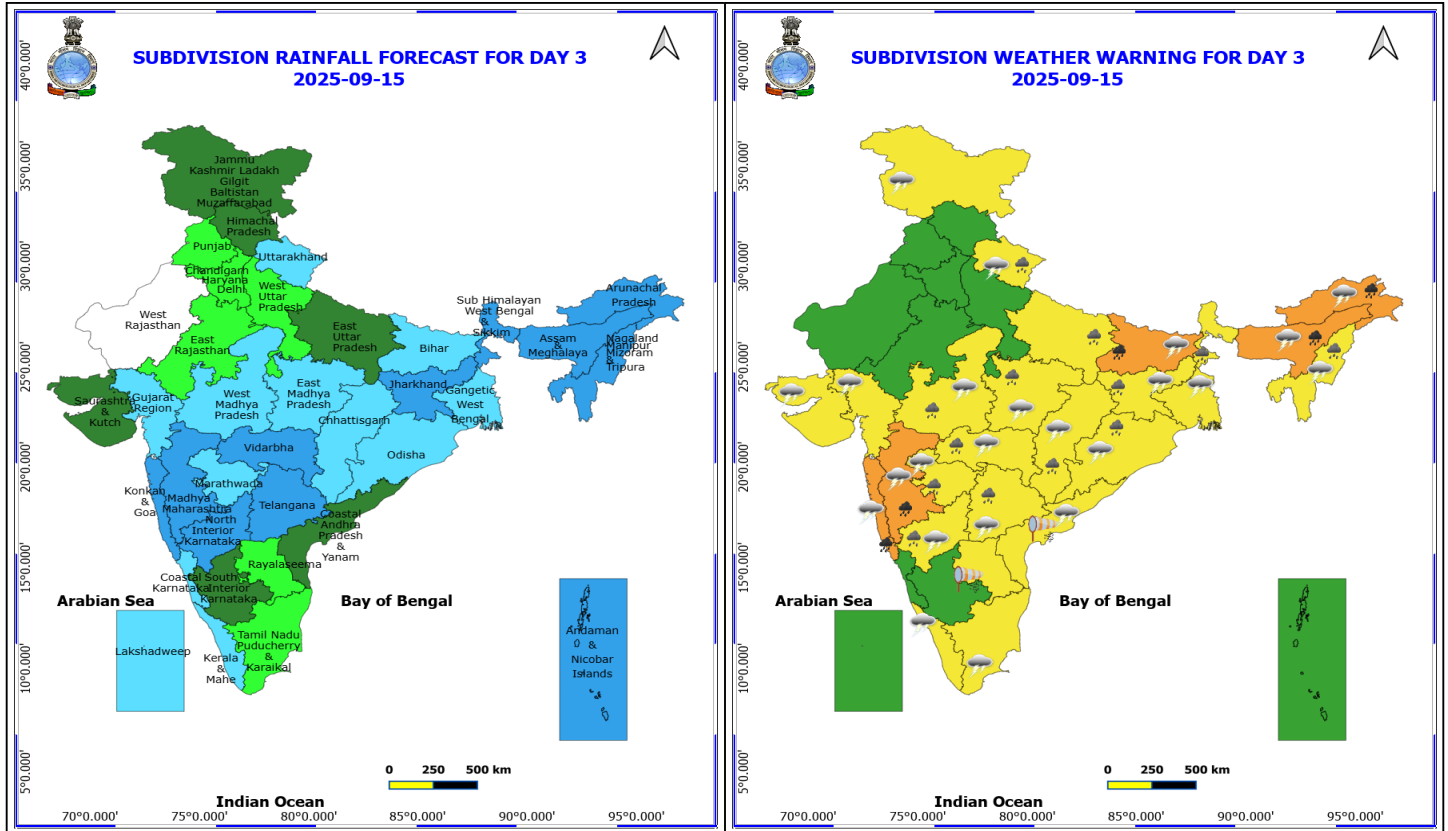 SUBDIVISION RAINFALL FORECAST FOR DAY 3
2025-09-15
40°0.000'
35°0.000'
30°0.000'
25°0.000'
20°0.000'
15°0.000'
10°0.000'
5°0.000'
Jammu
Kashmir Ladakh
Gilgit
Baltistan
Muzaffarabad
Himachal
Pradesh
Punjab
Uttarakhand
Chandigarh
Haryana
Delhi
West
Uttar
Pradesh
West
Rajasthan
East
Rajasthan
East
Uttar
Pradesh
Sub Himalayan
West Bengal
&
Sikkim
Arunachal
Pradesh
Assam
&
Meghalaya
Nagaland
Manipur
Mizoram
&
Tripura
Bihar
Jharkhand
Gangetic
West
Bengal
Saurashtra
&
Kutch
Gujarat
Region
West
Madhya
Pradesh
East
Madhya
Pradesh
Chhattisgarh
Odisha
Vidarbha
Marathwada
Konkan
&
Goa
Madhya
Maharashtra
North
Interior
Karnataka
Telangana
Coastal
Andhra
Pradesh
&
Yanam
Rayalaseema
Coastal
Karnataka
South
Interior
Karnataka
Arabian Sea
Bay of Bengal
Lakshadweep
Kerala
&
Mahe
Tamil Nadu
Puducherry
&
Karaikal
Andaman
&
Nicobar
Islands
0 250 500 km
Indian Ocean
70°0.000' 75°0.000' 80°0.000' 85°0.000' 90°0.000' 95°0.000'
SUBDIVISION WEATHER WARNING FOR DAY 3
2025-09-15
40°0.000'
35°0.000'
30°0.000'
25°0.000'
20°0.000'
15°0.000'
10°0.000'
5°0.000'
Arabian Sea
Bay of Bengal
0 250 500 km
Indian Ocean
70°0.000' 75°0.000' 80°0.000' 85°0.000' 90°0.000' 95°0.000'